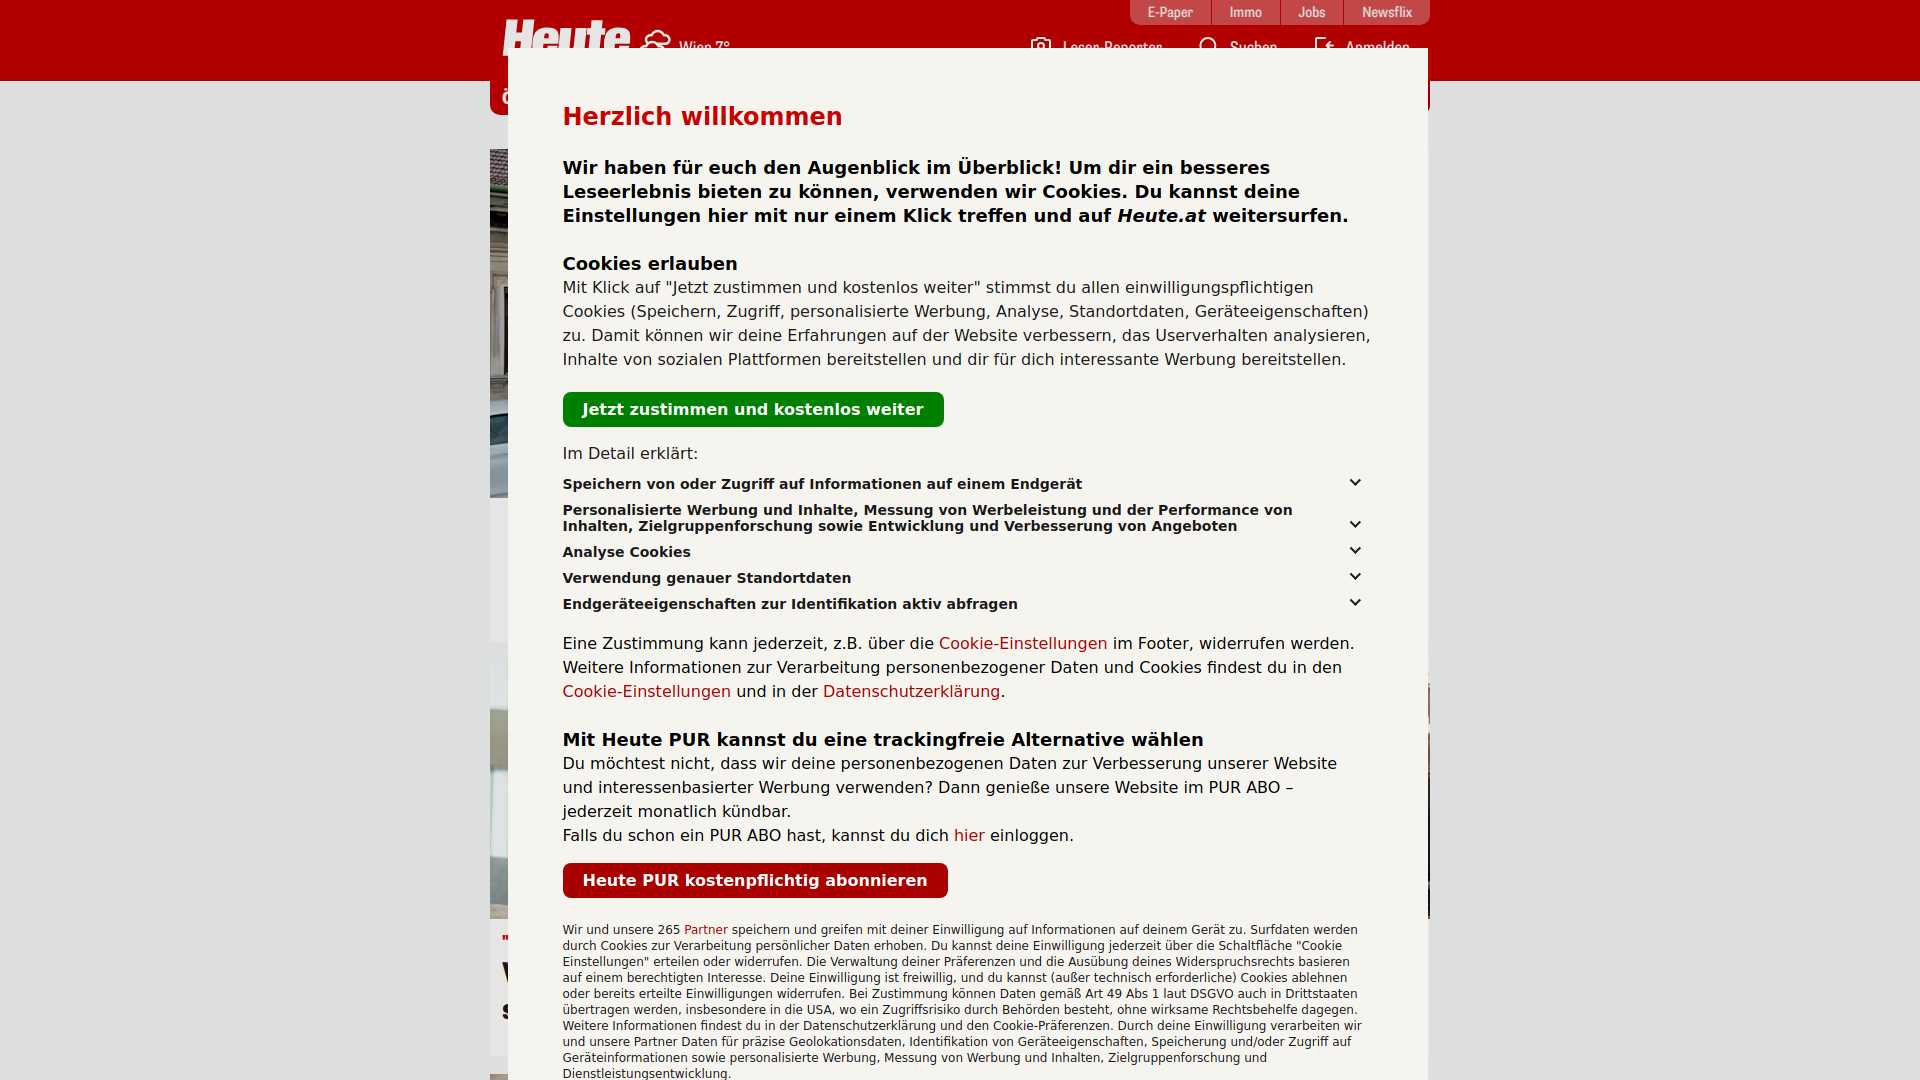 E-Paper
Immo
Jobs
Newsflix
Heute
Wien 7°
Leser-Reporter
Suchen
Anmelden
Herzlich willkommen
Wir haben für euch den Augenblick im Überblick! Um dir ein besseres
Leseerlebnis bieten zu können, verwenden wir Cookies. Du kannst deine
Einstellungen hier mit nur einem Klick treffen und auf Heute.at weitersurfen.
Cookies erlauben
Mit Klick auf "Jetzt zustimmen und kostenlos weiter" stimmst du allen einwilligungspflichtigen
Cookies (Speichern, Zugriff, personalisierte Werbung, Analyse, Standortdaten, Geräteeigenschaften)
zu. Damit können wir deine Erfahrungen auf der Website verbessern, das Userverhalten analysieren,
Inhalte von sozialen Plattformen bereitstellen und dir für dich interessante Werbung bereitstellen.
Jetzt zustimmen und kostenlos weiter
Im Detail erklärt:
Speichern von oder Zugriff auf Informationen auf einem Endgerät
Personalisierte Werbung und Inhalte, Messung von Werbeleistung und der Performance von
Inhalten, Zielgruppenforschung sowie Entwicklung und Verbesserung von Angeboten
Analyse Cookies
Verwendung genauer Standortdaten
Endgeräteeigenschaften zur Identifikation aktiv abfragen
Eine Zustimmung kann jederzeit, z.B. über die Cookie-Einstellungen im Footer, widerrufen werden.
Weitere Informationen zur Verarbeitung personenbezogener Daten und Cookies findest du in den
Cookie-Einstellungen und in der Datenschutzerklärung.
Mit Heute PUR kannst du eine trackingfreie Alternative wählen
Du möchtest nicht, dass wir deine personenbezogenen Daten zur Verbesserung unserer Website
und interessenbasierter Werbung verwenden? Dann genieße unsere Website im PUR ABO –
jederzeit monatlich kündbar.
Falls du schon ein PUR ABO hast, kannst du dich hier einloggen.
Heute PUR kostenpflichtig abonnieren
Wir und unsere 265 Partner speichern und greifen mit deiner Einwilligung auf Informationen auf deinem Gerät zu. Surfdaten werden
durch Cookies zur Verarbeitung persönlicher Daten erhoben. Du kannst deine Einwilligung jederzeit über die Schaltfläche "Cookie
Einstellungen" erteilen oder widerrufen. Die Verwaltung deiner Präferenzen und die Ausübung deines Widerspruchsrechts basieren
auf einem berechtigten Interesse. Deine Einwilligung ist freiwillig, und du kannst (außer technisch erforderliche) Cookies ablehnen
oder bereits erteilte Einwilligungen widerrufen. Bei Zustimmung können Daten gemäß Art 49 Abs 1 laut DSGVO auch in Drittstaaten
übertragen werden, insbesondere in die USA, wo ein Zugriffsrisiko durch Behörden besteht, ohne wirksame Rechtsbehelfe dagegen.
Weitere Informationen findest du in der Datenschutzerklärung und den Cookie-Präferenzen. Durch deine Einwilligung verarbeiten wir
und unsere Partner Daten für präzise Geolokationsdaten, Identifikation von Geräteeigenschaften, Speicherung und/oder Zugriff auf
Geräteinformationen sowie personalisierte Werbung, Messung von Werbung und Inhalten, Zielgruppenforschung und
Dienstleistungsentwicklung.